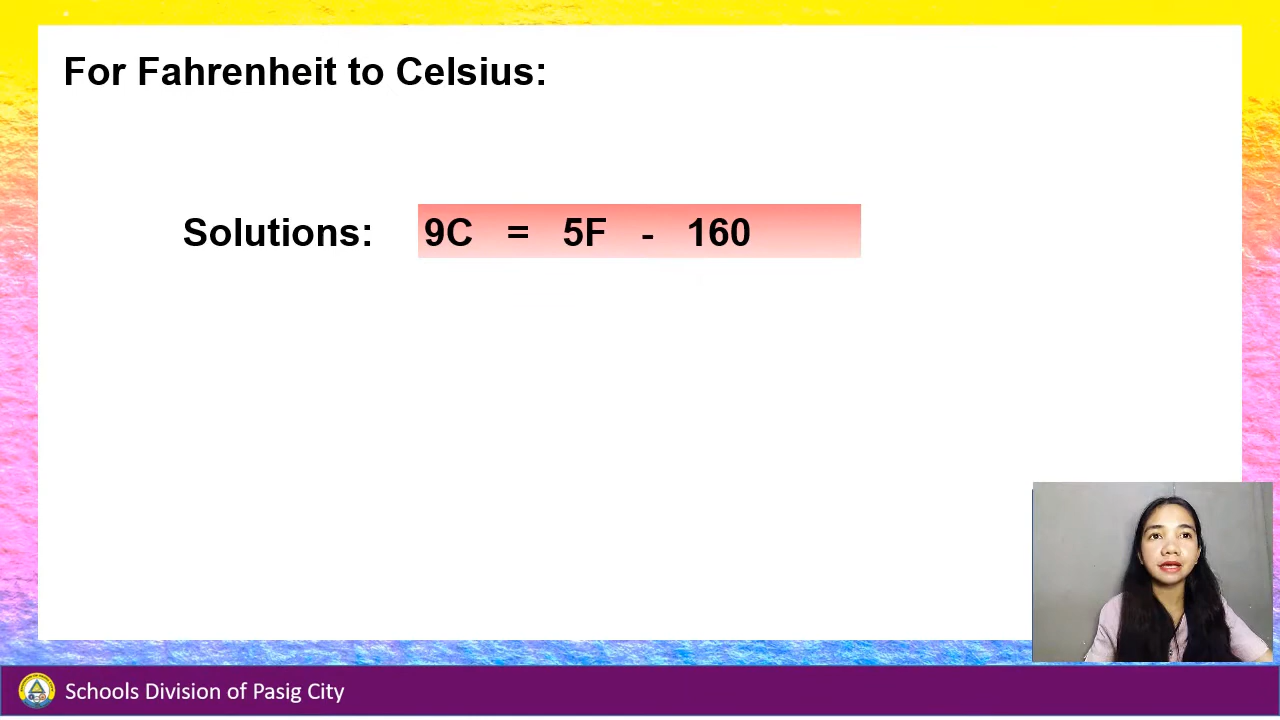 For Fahrenheit to Celsius:
Solutions: 9C = 5F - 160
Schools Division of Pasig City